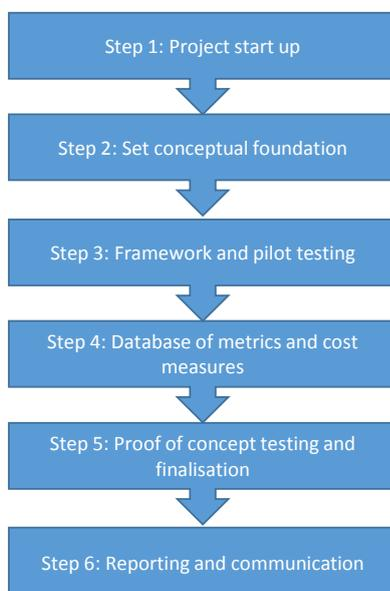 Step 1: Project start up
Step 2: Set conceptual foundation
Step 3: Framework and pilot testing
Step 4: Database of metrics and cost
measures
Step 5: Proof of concept testing and
finalisation
Step 6: Reporting and communication